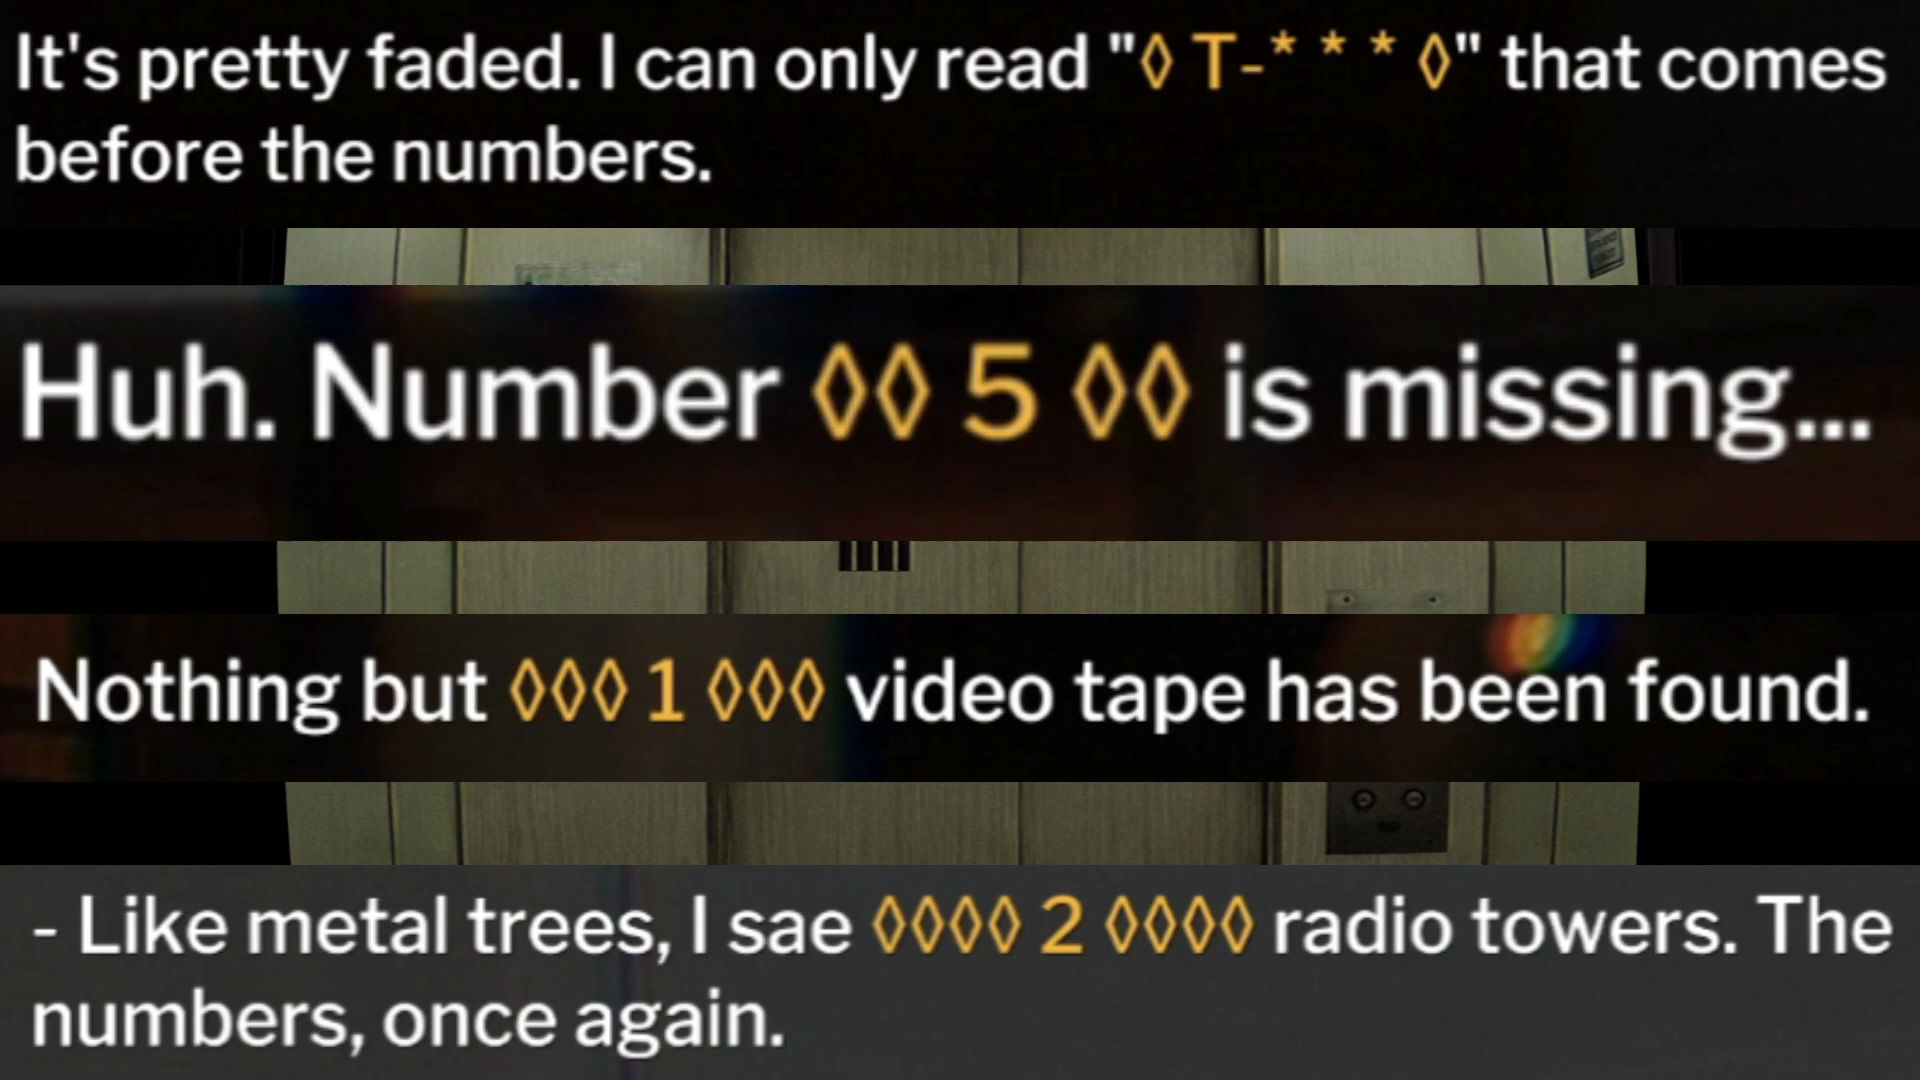 It's pretty faded. I can only read "◊ T-* * * ◊" that comes
before the numbers.
Huh. Number ◊◊ 5 ◊◊ is missing...
Nothing but ◊◊◊ 1 ◊◊◊ video tape has been found.
- Like metal trees, I sae ◊◊◊◊ 2 ◊◊◊◊ radio towers. The
numbers, once again.